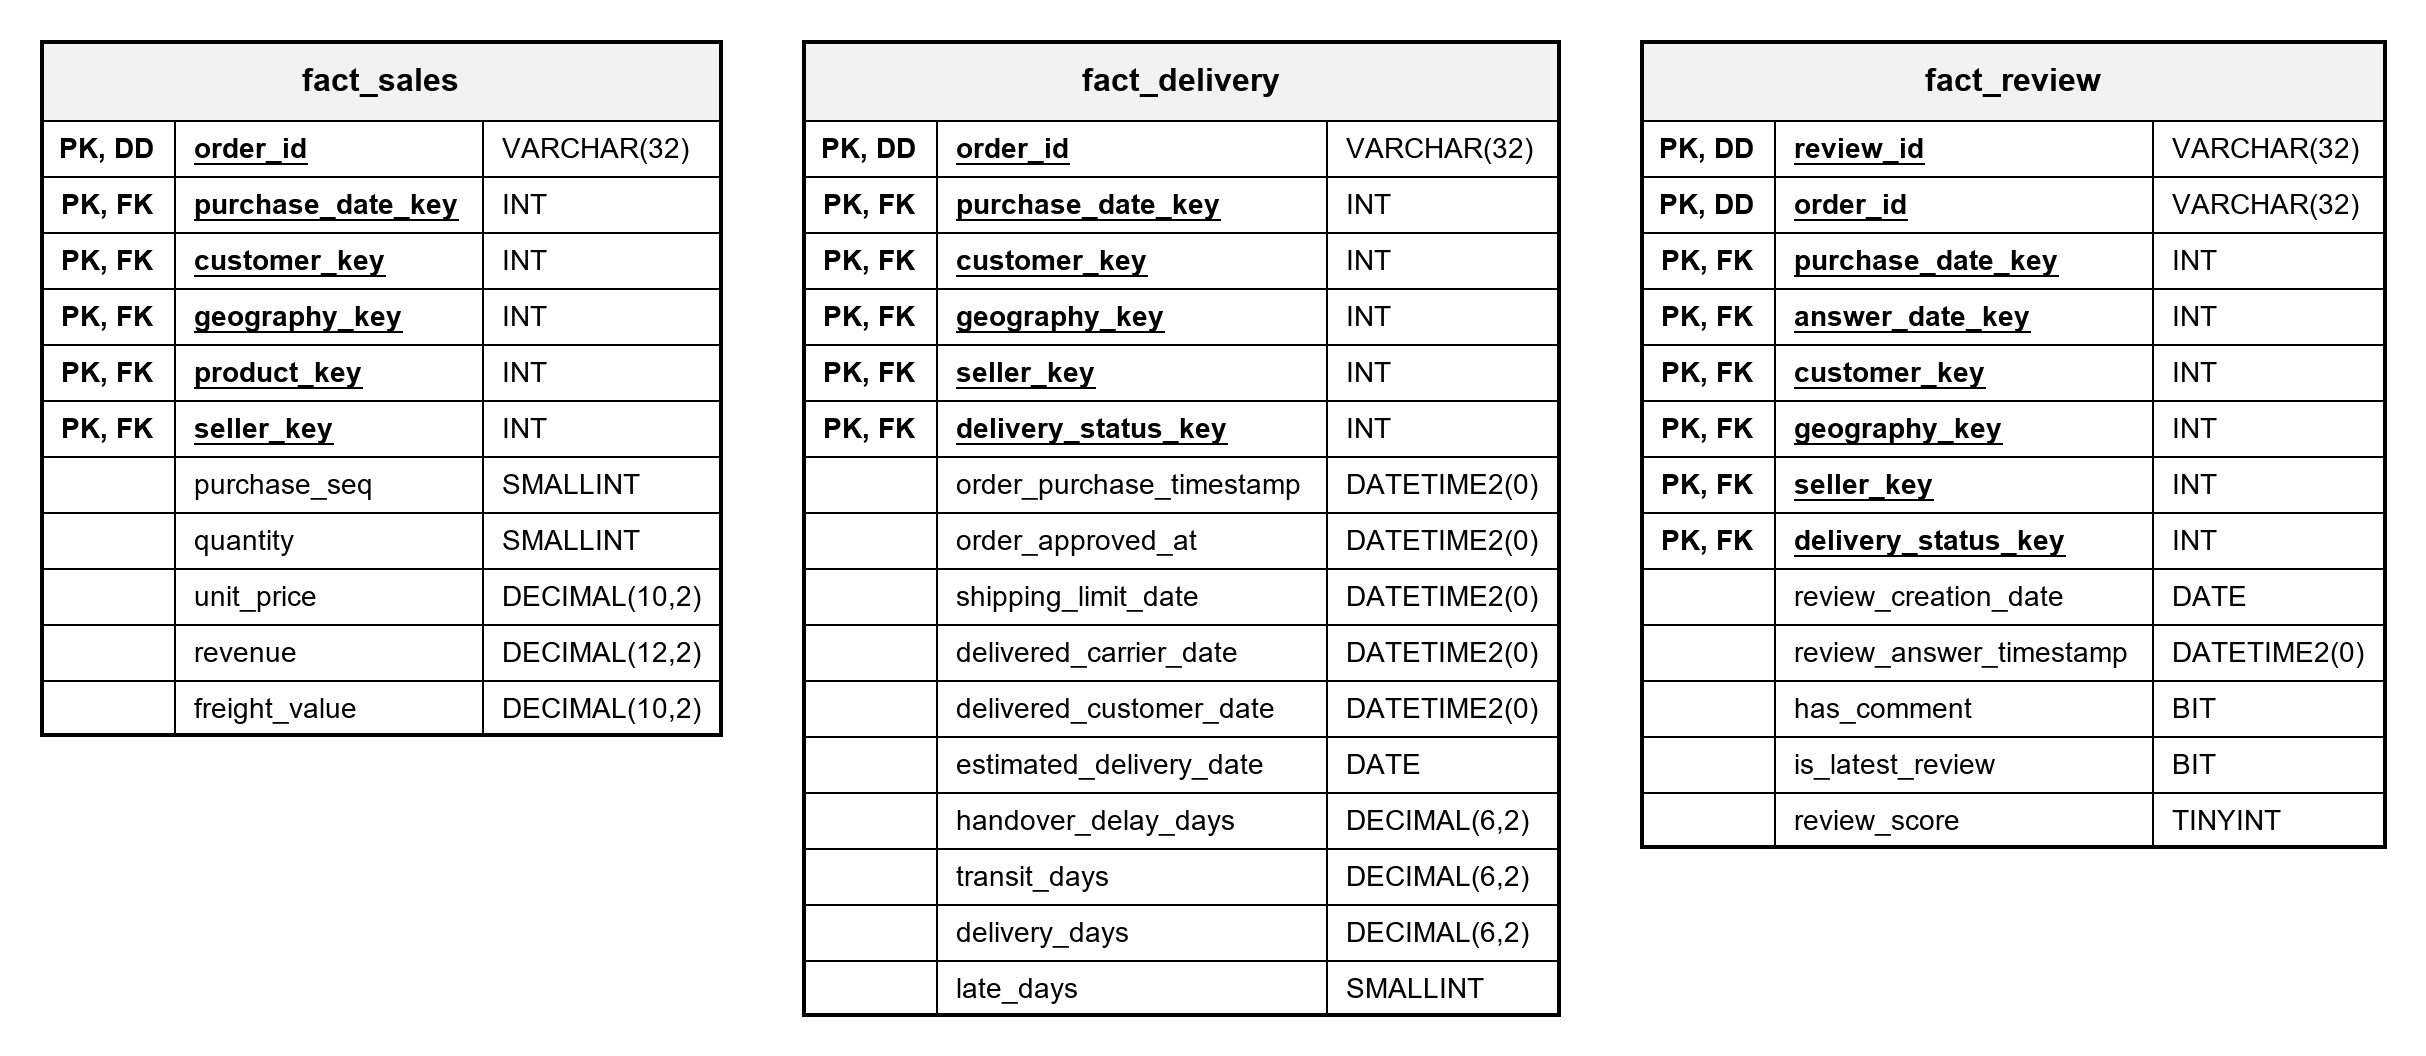 fact_sales
PK, DD order_id VARCHAR(32)
PK, FK purchase_date_key INT
PK, FK customer_key INT
PK, FK geography_key INT
PK, FK product_key INT
PK, FK seller_key INT
purchase_seq SMALLINT
quantity SMALLINT
unit_price DECIMAL(10,2)
revenue DECIMAL(12,2)
freight_value DECIMAL(10,2)
fact_delivery
PK, DD order_id VARCHAR(32)
PK, FK purchase_date_key INT
PK, FK customer_key INT
PK, FK geography_key INT
PK, FK seller_key INT
PK, FK delivery_status_key INT
order_purchase_timestamp DATETIME2(0)
order_approved_at DATETIME2(0)
shipping_limit_date DATETIME2(0)
delivered_carrier_date DATETIME2(0)
delivered_customer_date DATETIME2(0)
estimated_delivery_date DATE
handover_delay_days DECIMAL(6,2)
transit_days DECIMAL(6,2)
delivery_days DECIMAL(6,2)
late_days SMALLINT
fact_review
PK, DD review_id VARCHAR(32)
PK, DD order_id VARCHAR(32)
PK, FK purchase_date_key INT
PK, FK answer_date_key INT
PK, FK customer_key INT
PK, FK geography_key INT
PK, FK seller_key INT
PK, FK delivery_status_key INT
review_creation_date DATE
review_answer_timestamp DATETIME2(0)
has_comment BIT
is_latest_review BIT
review_score TINYINT